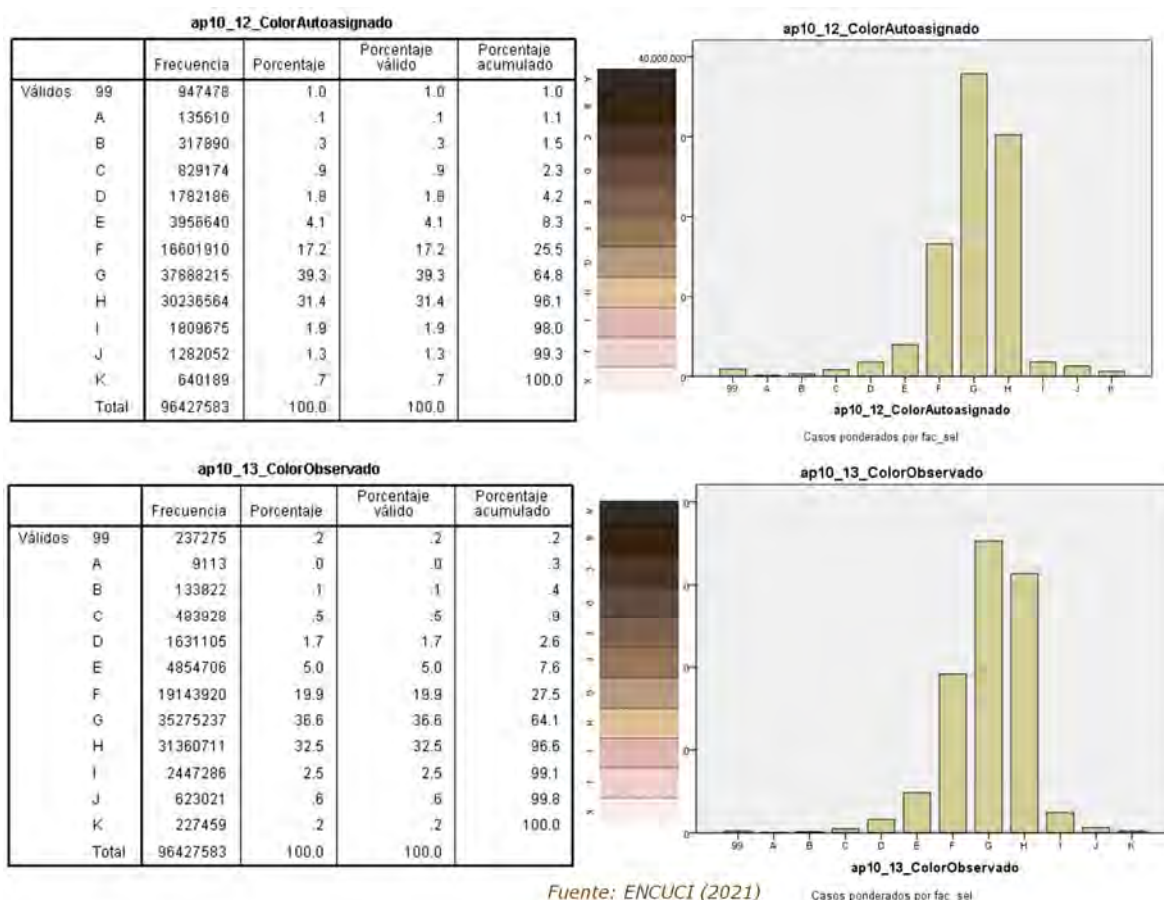 ap10_12_ColorAutoasignado
Frecuencia Porcentaje Porcentaje válido Porcentaje acumulado
Válidos 99 947478 1.0 1.0 1.0
A 135610 .1 .1 1.1
B 317890 .3 .3 1.5
C 829174 .9 .9 2.3
D 1782186 1.8 1.8 4.2
E 3956640 4.1 4.1 8.3
F 16601910 17.2 17.2 25.5
G 37888215 39.3 39.3 64.8
H 30236564 31.4 31.4 96.1
I 1809675 1.9 1.9 98.0
J 1282052 1.3 1.3 99.3
K 640189 .7 .7 100.0
Total 96427583 100.0 100.0
A
B
C
D
E
F
G
H
I
J
K
ap10_12_ColorAutoasignado
40,000,000
0
0
0
0
99 A B C D E F G H I J K
ap10_12_ColorAutoasignado
Casos ponderados por fac_sel
ap10_13_ColorObservado
Frecuencia Porcentaje Porcentaje válido Porcentaje acumulado
Válidos 99 237275 .2 .2 .2
A 9113 .0 .0 .3
B 133822 .1 .1 .4
C 483928 .5 .5 .9
D 1631105 1.7 1.7 2.6
E 4854706 5.0 5.0 7.6
F 19143920 19.9 19.9 27.5
G 35275237 36.6 36.6 64.1
H 31360711 32.5 32.5 96.6
I 2447286 2.5 2.5 99.1
J 623021 .6 .6 99.8
K 227459 .2 .2 100.0
Total 96427583 100.0 100.0
A
B
C
D
E
F
G
H
I
J
K
ap10_13_ColorObservado
0
0
0
0
0
99 A B C D E F G H I J K
ap10_13_ColorObservado
Fuente: ENCUCI (2021)
Casos ponderados por fac_sel